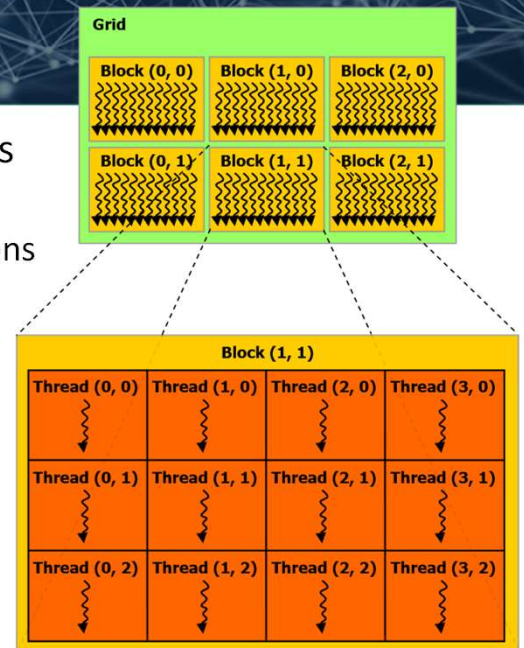 Grid
Block (0, 0) Block (1, 0) Block (2, 0)
Block (0, 1) Block (1, 1) Block (2, 1)
Block (1, 1)
Thread (0, 0) Thread (1, 0) Thread (2, 0) Thread (3, 0)
Thread (0, 1) Thread (1, 1) Thread (2, 1) Thread (3, 1)
Thread (0, 2) Thread (1, 2) Thread (2, 2) Thread (3, 2)